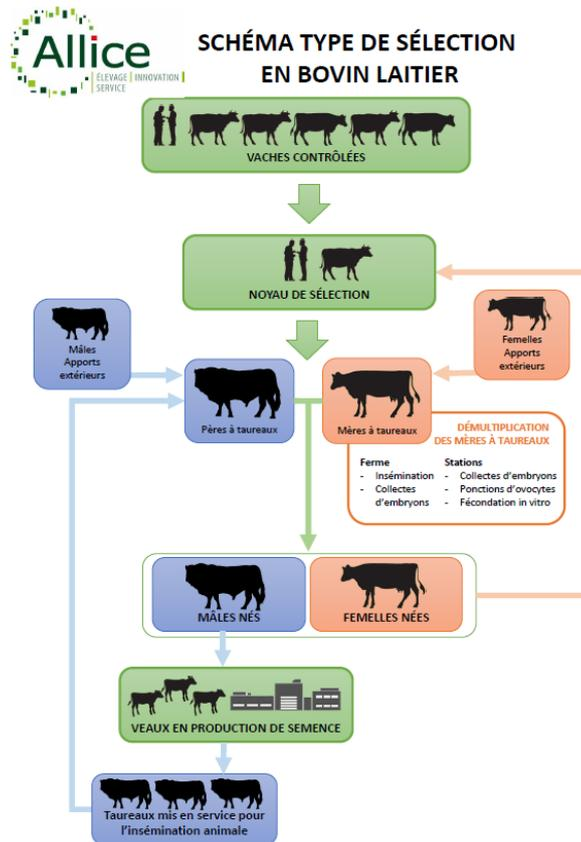 Allice
ÉLEVAGE | INNOVATION
SERVICE
SCHÉMA TYPE DE SÉLECTION
EN BOVIN LAITIER
VACHES CONTRÔLÉES
NOYAU DE SÉLECTION
Mâles
Apports
extérieurs
Femelles
Apports
extérieurs
Pères à taureaux
Mères à taureaux
DÉMULTIPLICATION
DES MÈRES À TAUREAUX
Ferme
- Insémination
- Collectes
d'embryons
Stations
- Collectes d'embryons
- Ponctions d'ovocytes
- Fécondation in vitro
MÂLES NÉS
FEMELLES NÉES
VEAUX EN PRODUCTION DE SEMENCE
Taureaux mis en service pour
l'insémination animale